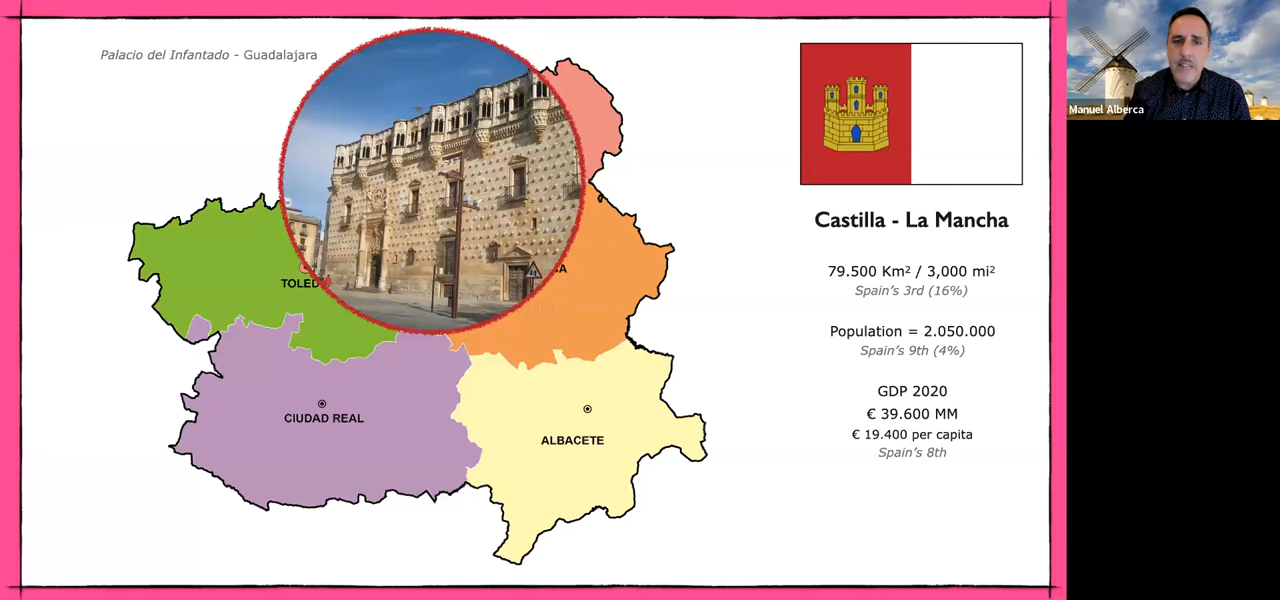 Palacio del Infantado - Guadalajara
Manuel Alberca
Castilla - La Mancha
79.500 Km² / 3,000 mi²
Spain's 3rd (16%)
Population = 2.050.000
Spain's 9th (4%)
GDP 2020
€ 39.600 MM
€ 19.400 per capita
Spain's 8th
TOLED
A
CIUDAD REAL
ALBACETE